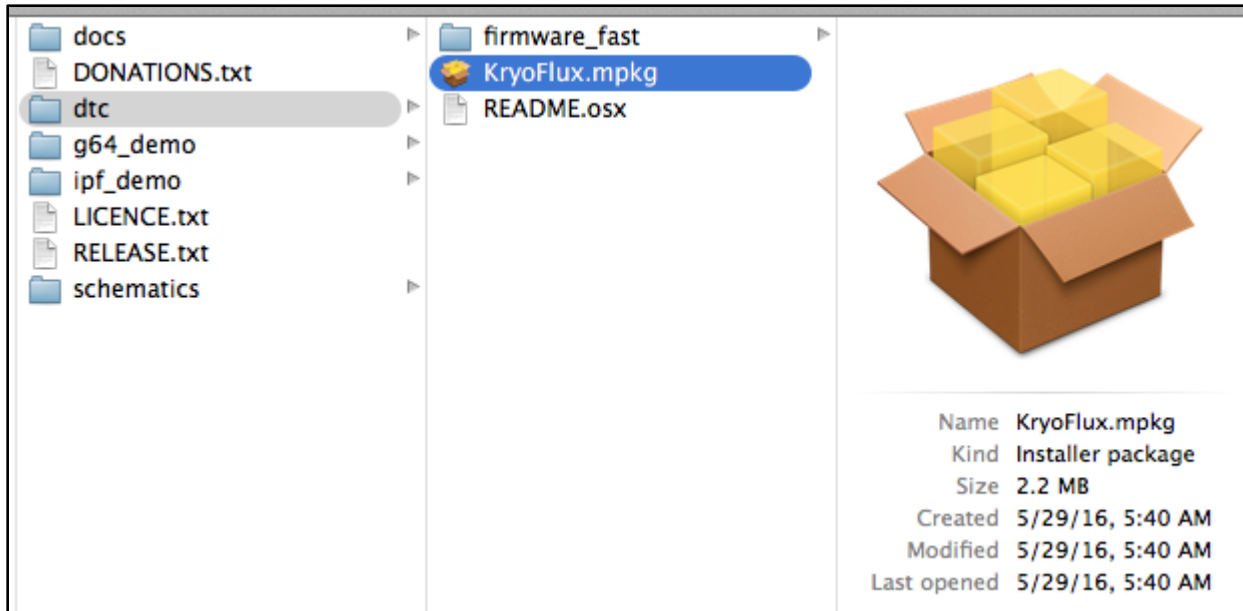 docs
DONATIONS.txt
dtc
g64_demo
ipf_demo
LICENCE.txt
RELEASE.txt
schematics
firmware_fast
KryoFlux.mpkg
README.osx
Name KryoFlux.mpkg
Kind Installer package
Size 2.2 MB
Created 5/29/16, 5:40 AM
Modified 5/29/16, 5:40 AM
Last opened 5/29/16, 5:40 AM